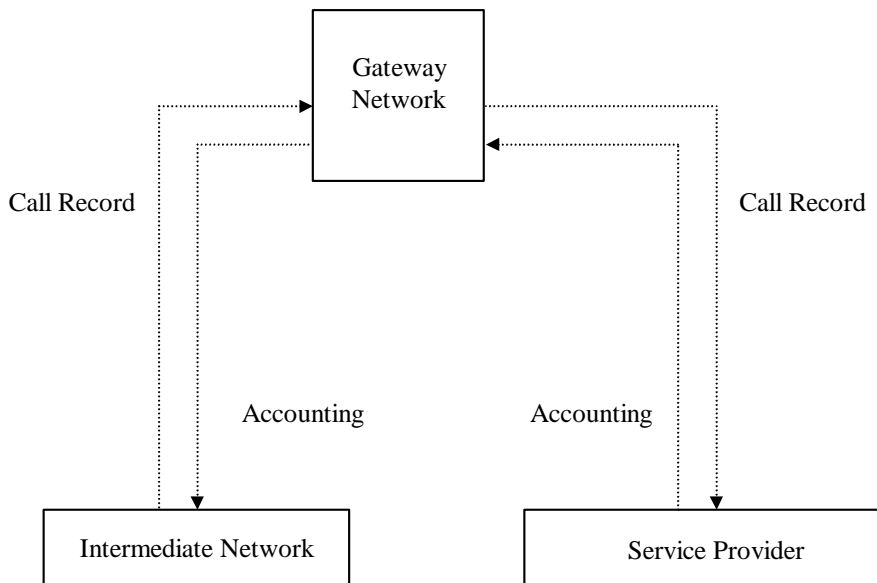 Gateway
Network
Call Record
Call Record
Accounting
Accounting
Intermediate Network
Service Provider